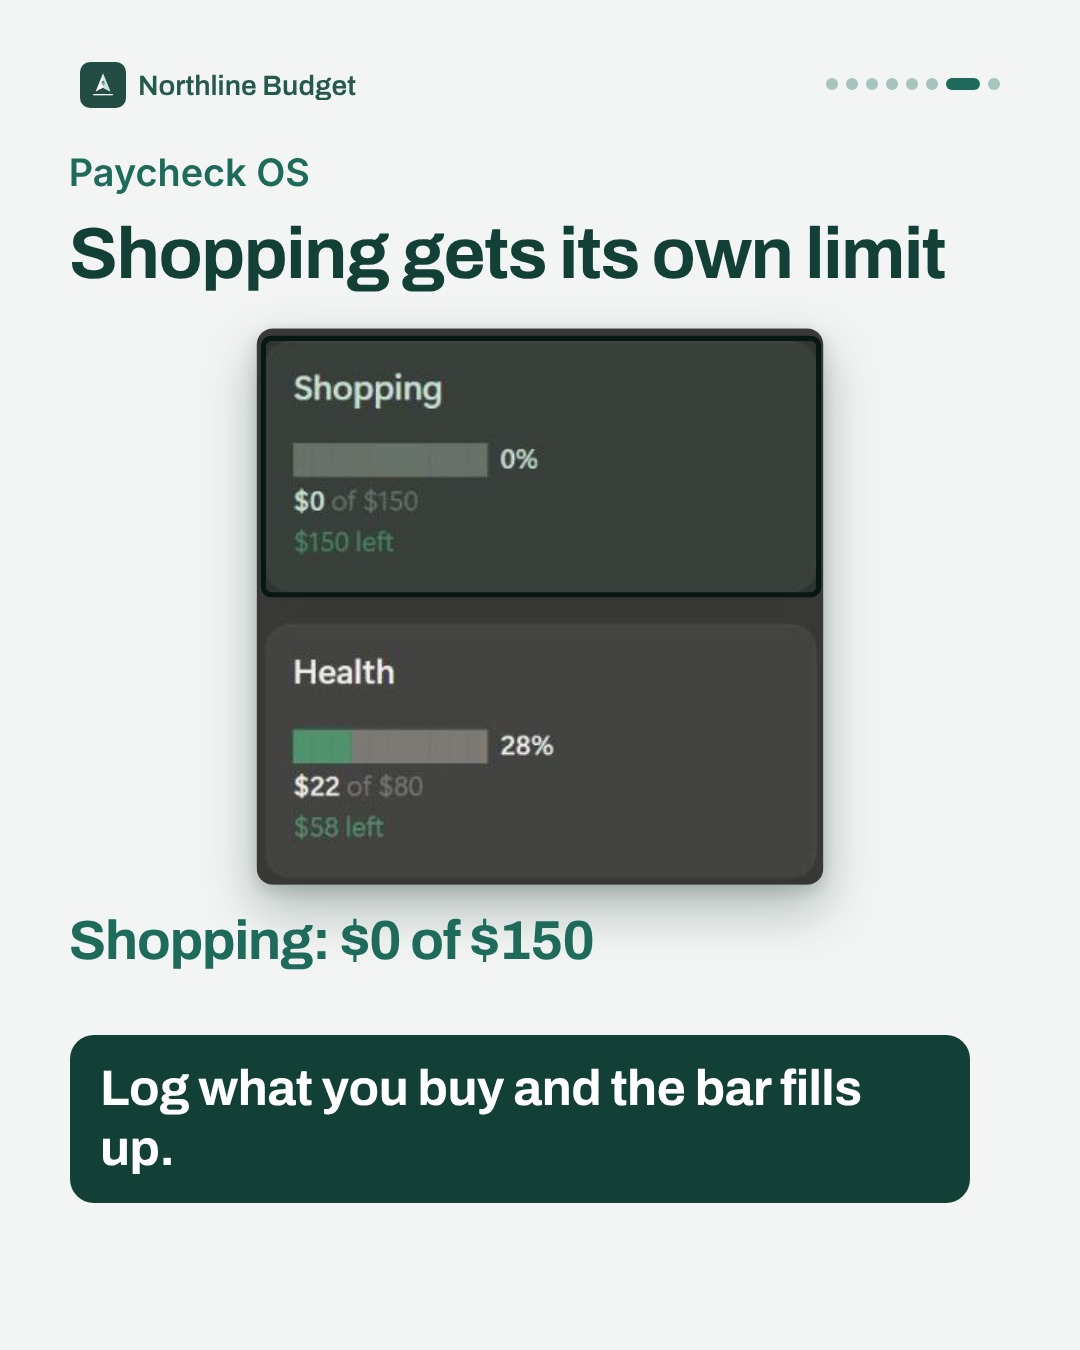 Northline Budget
Paycheck OS
Shopping gets its own limit
Shopping
0%
$0 of $150
$150 left
Health
28%
$22 of $80
$58 left
Shopping: $0 of $150
Log what you buy and the bar fills
up.